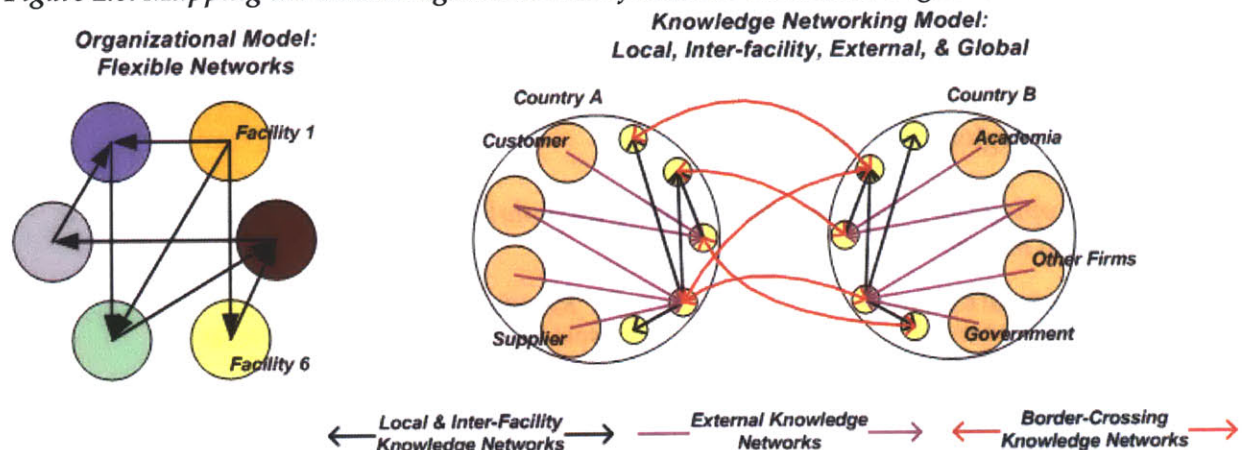 Organizational Model:
Flexible Networks
Knowledge Networking Model:
Local, Inter-facility, External, & Global
Facility 1
Facility 6
Country A
Country B
Customer
Academia
Other Firms
Supplier
Government
Local & Inter-Facility
Knowledge Networks
External Knowledge
Networks
Border-Crossing
Knowledge Networks